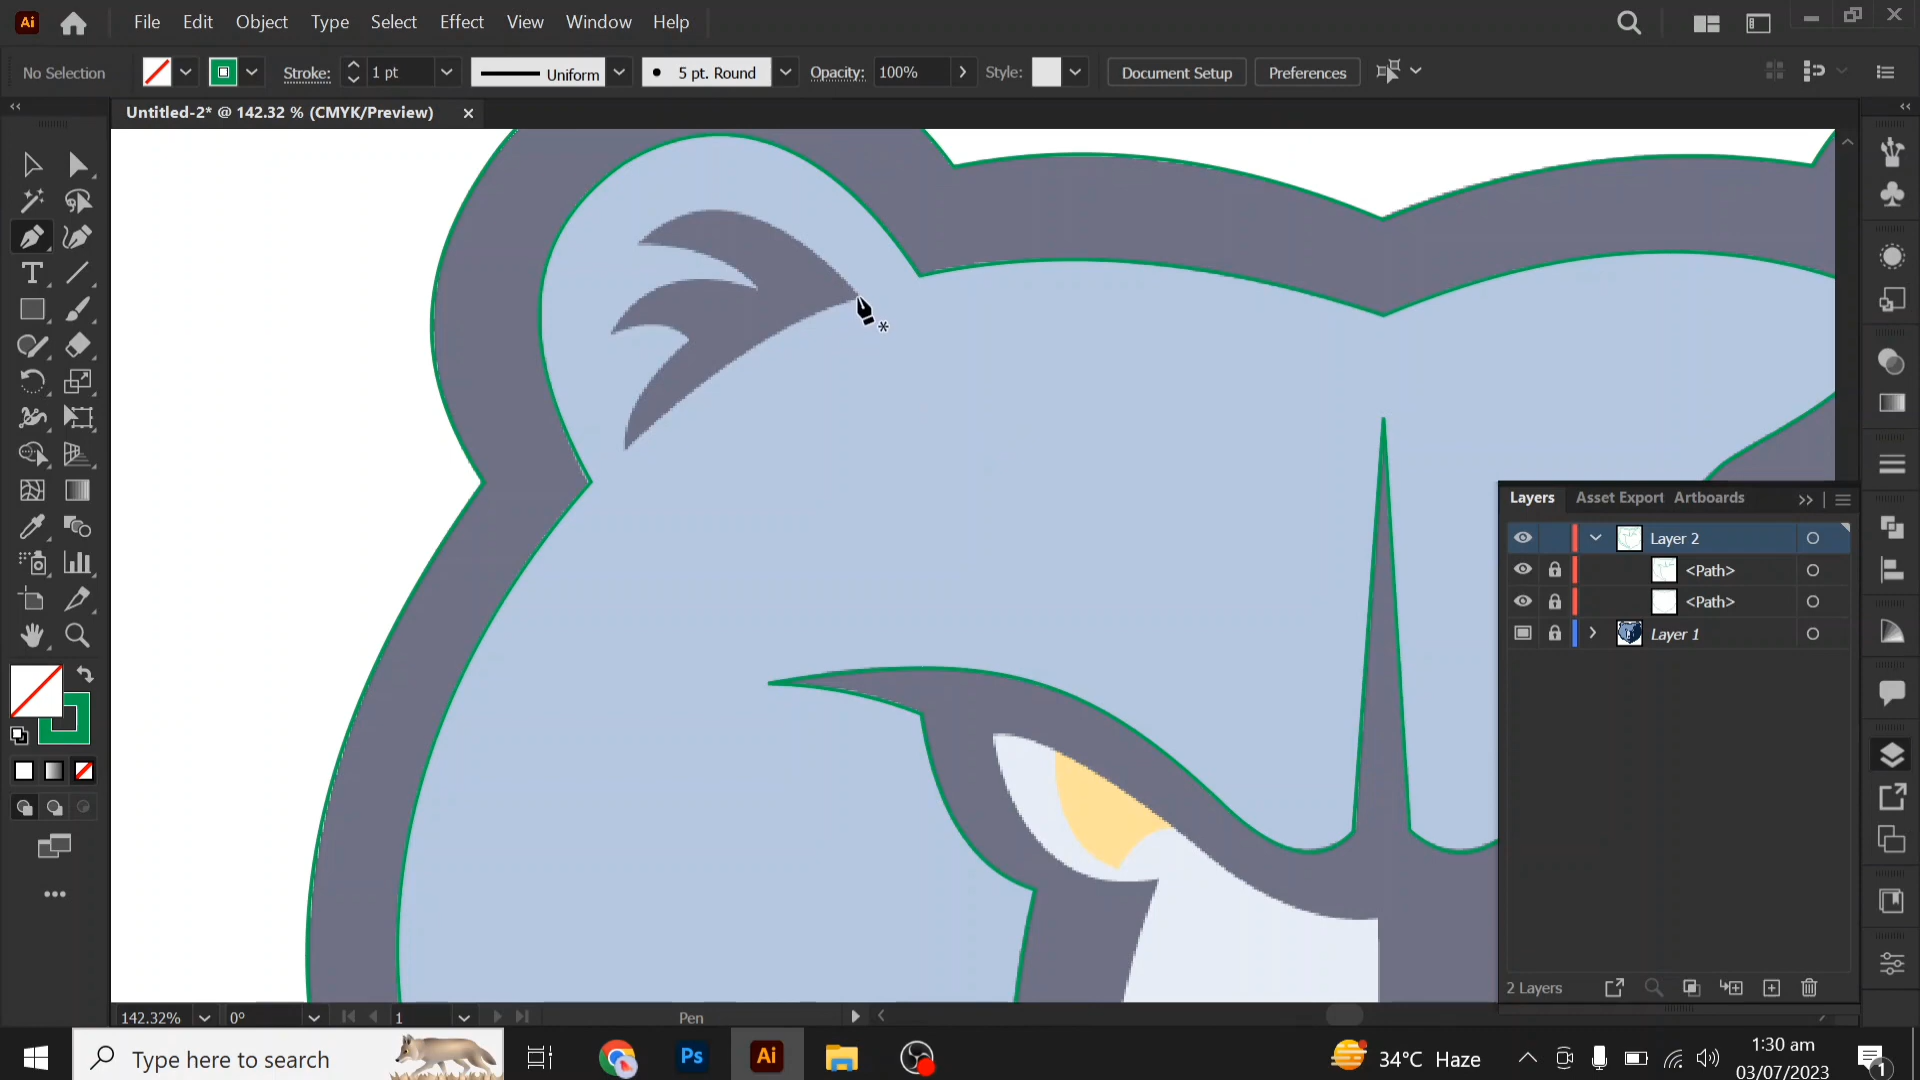 Ai File Edit Object Type Select Effect View Window Help
No Selection Stroke: 1 pt Uniform 5 pt. Round Opacity: 100% Style: Document Setup Preferences
Untitled-2* @ 142.32 % (CMYK/Preview)
Layers Asset Export Artboards
Layer 2
<Path>
<Path>
Layer 1
2 Layers
142.32% 0° 1 Pen
Type here to search Ps Ai 34°C Haze 1:30 am
03/07/2023 1